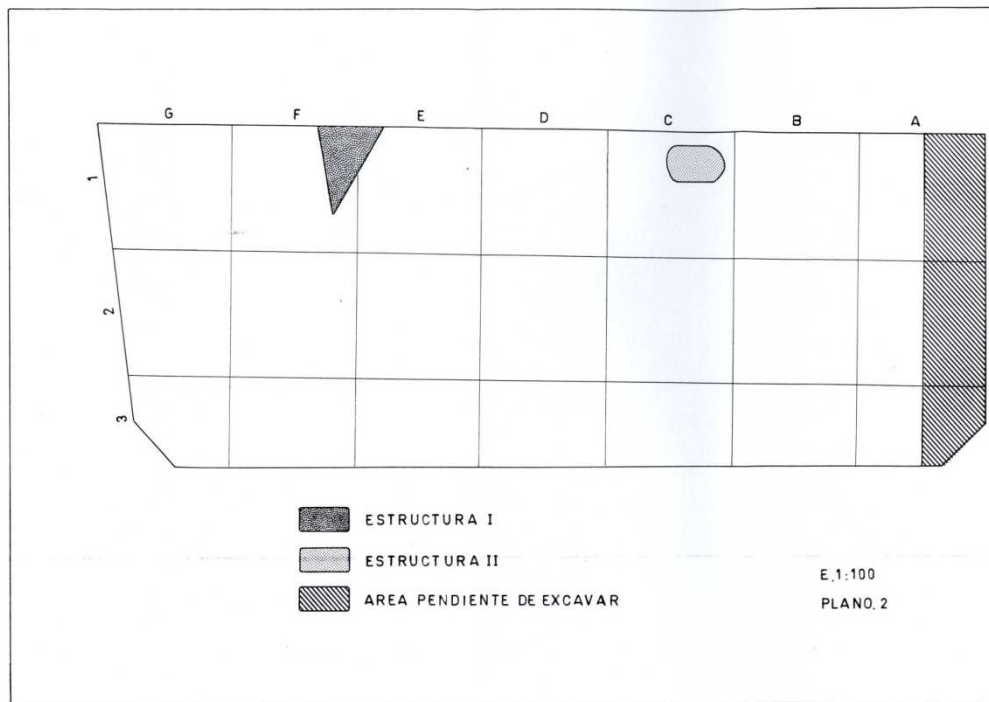 G F E D C B A
1
2
3
ESTRUCTURA I
ESTRUCTURA II
AREA PENDIENTE DE EXCAVAR
E.1:100
PLANO.2